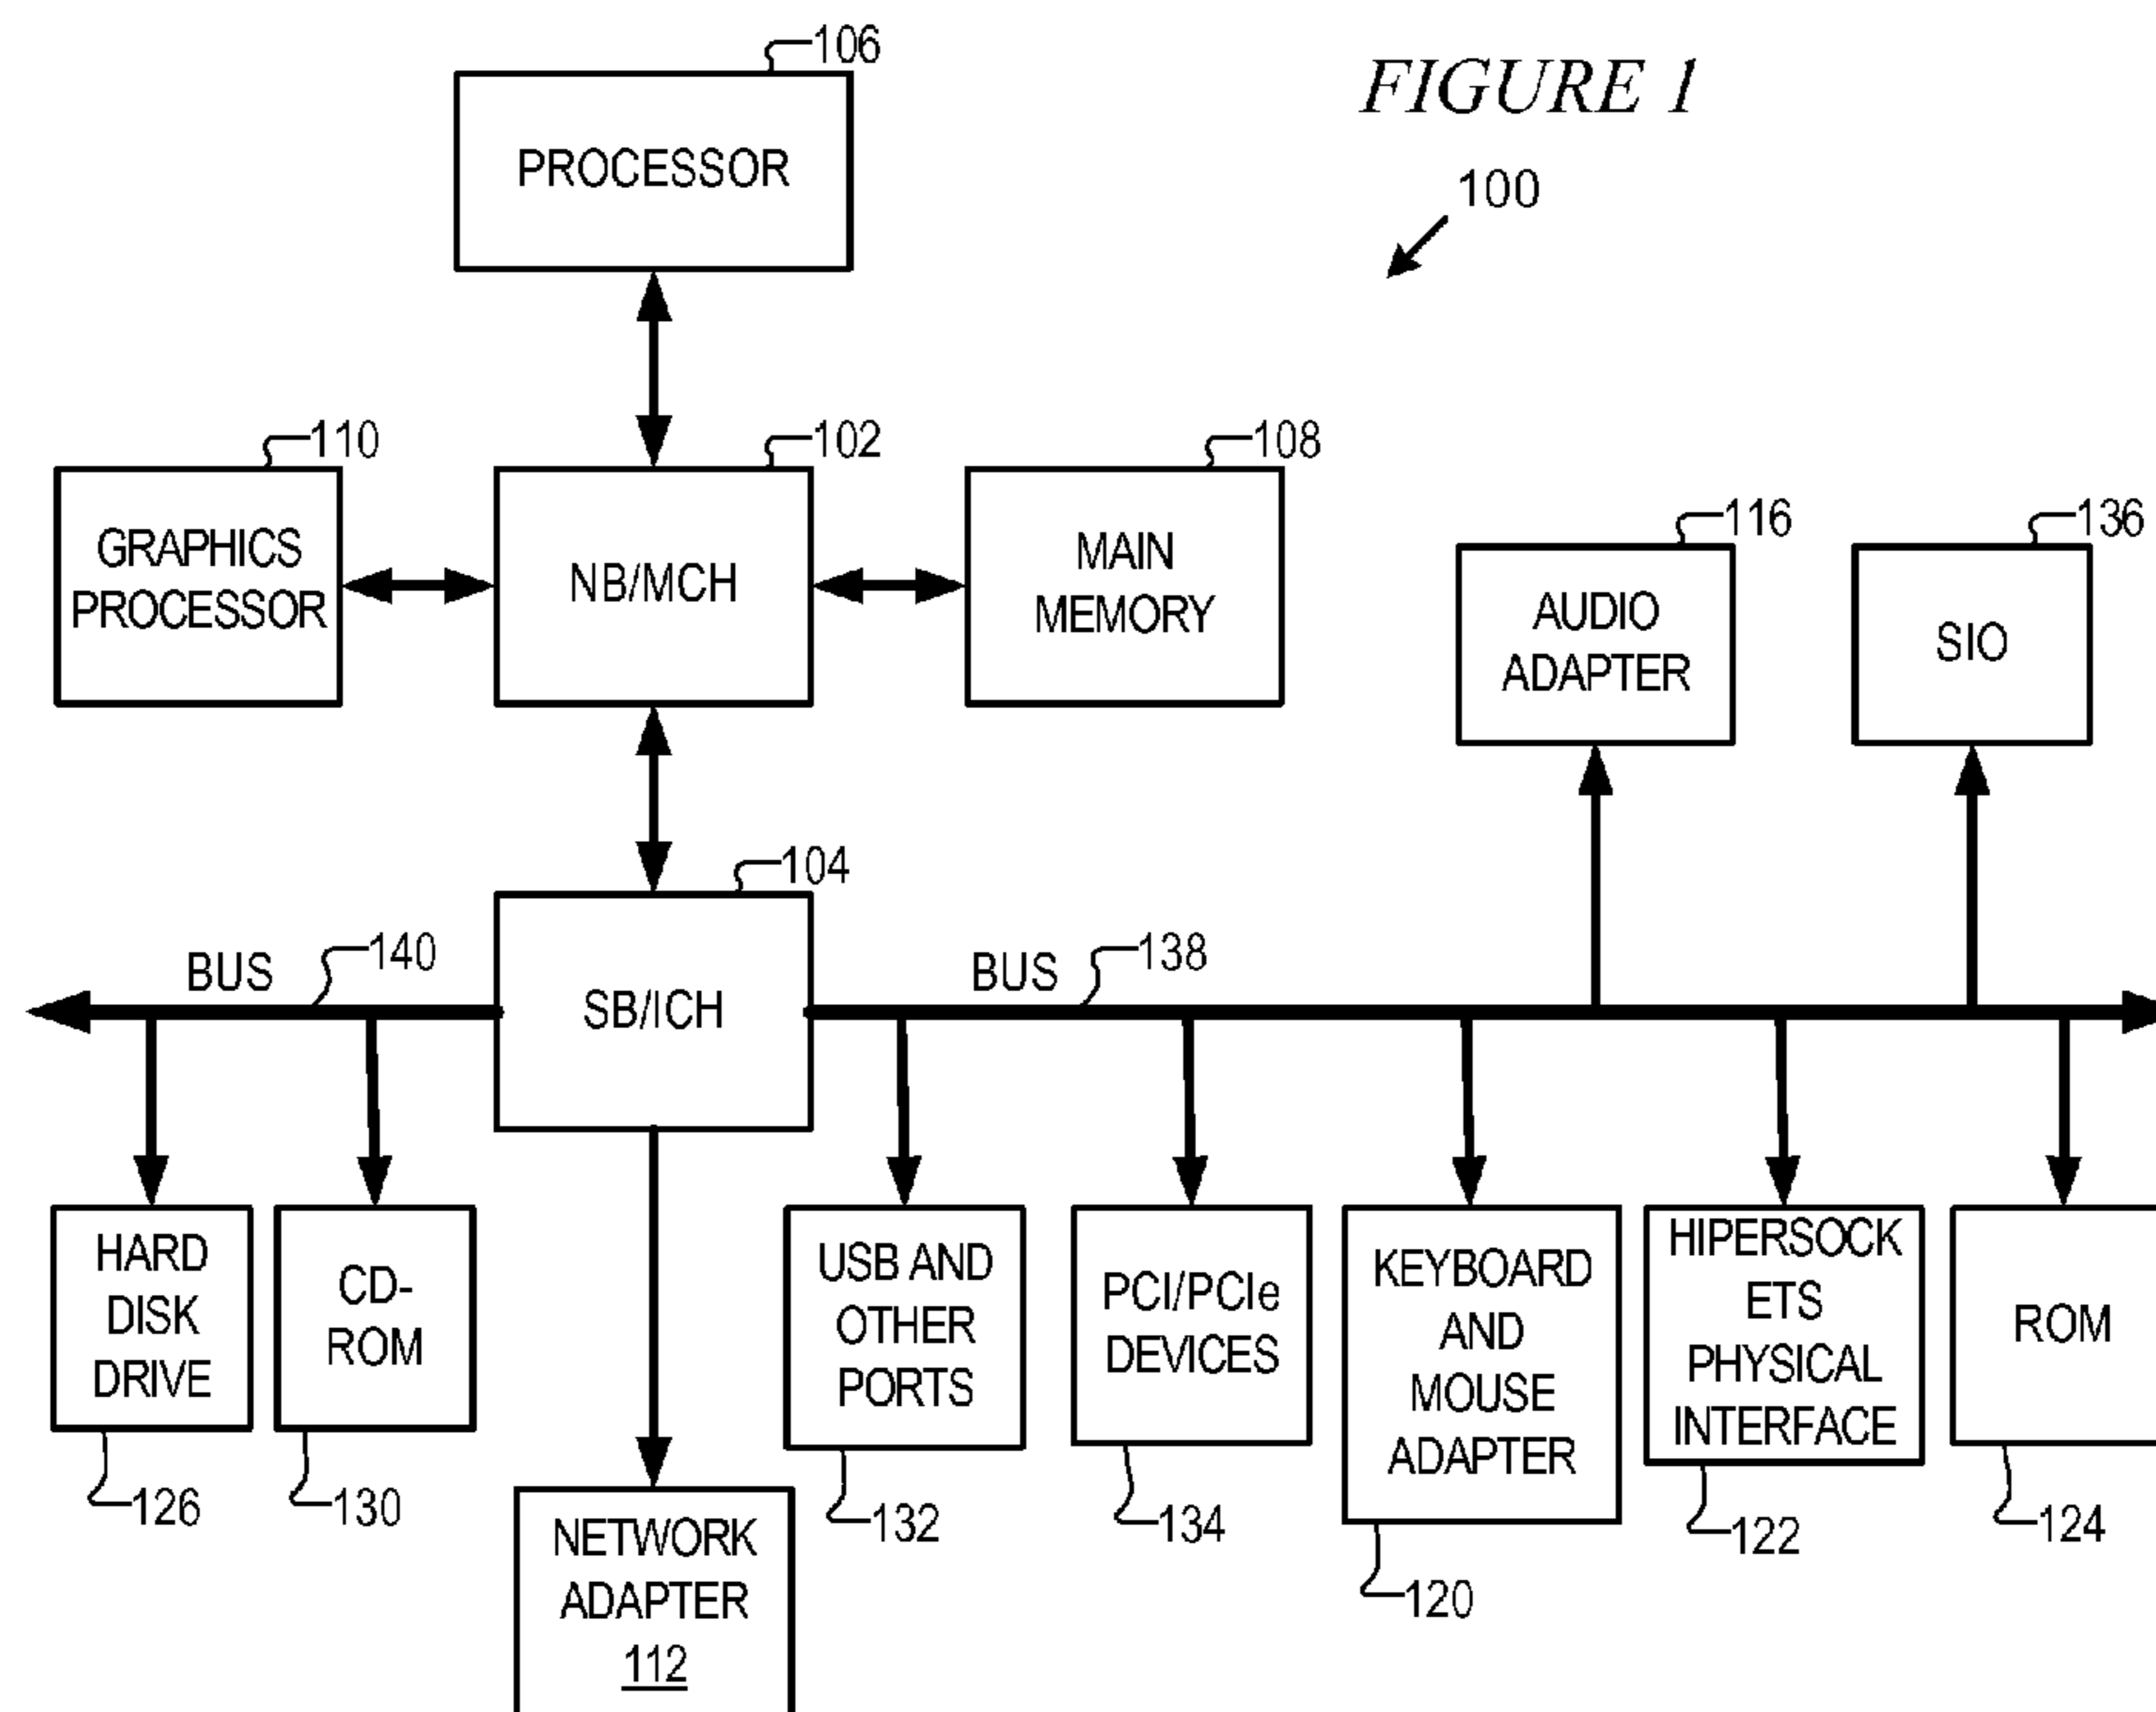 106
FIGURE 1
PROCESSOR
100
110
102
108
GRAPHICS
PROCESSOR
NB/MCH
MAIN
MEMORY
116
136
AUDIO
ADAPTER
SIO
104
BUS
140
SB/ICH
BUS
138
HARD
DISK
DRIVE
CD-
ROM
USB AND
OTHER
PORTS
PCI/PCIe
DEVICES
KEYBOARD
AND
MOUSE
ADAPTER
HIPERSOCK
ETS
PHYSICAL
INTERFACE
ROM
126
130
132
134
120
122
124
NETWORK
ADAPTER
112